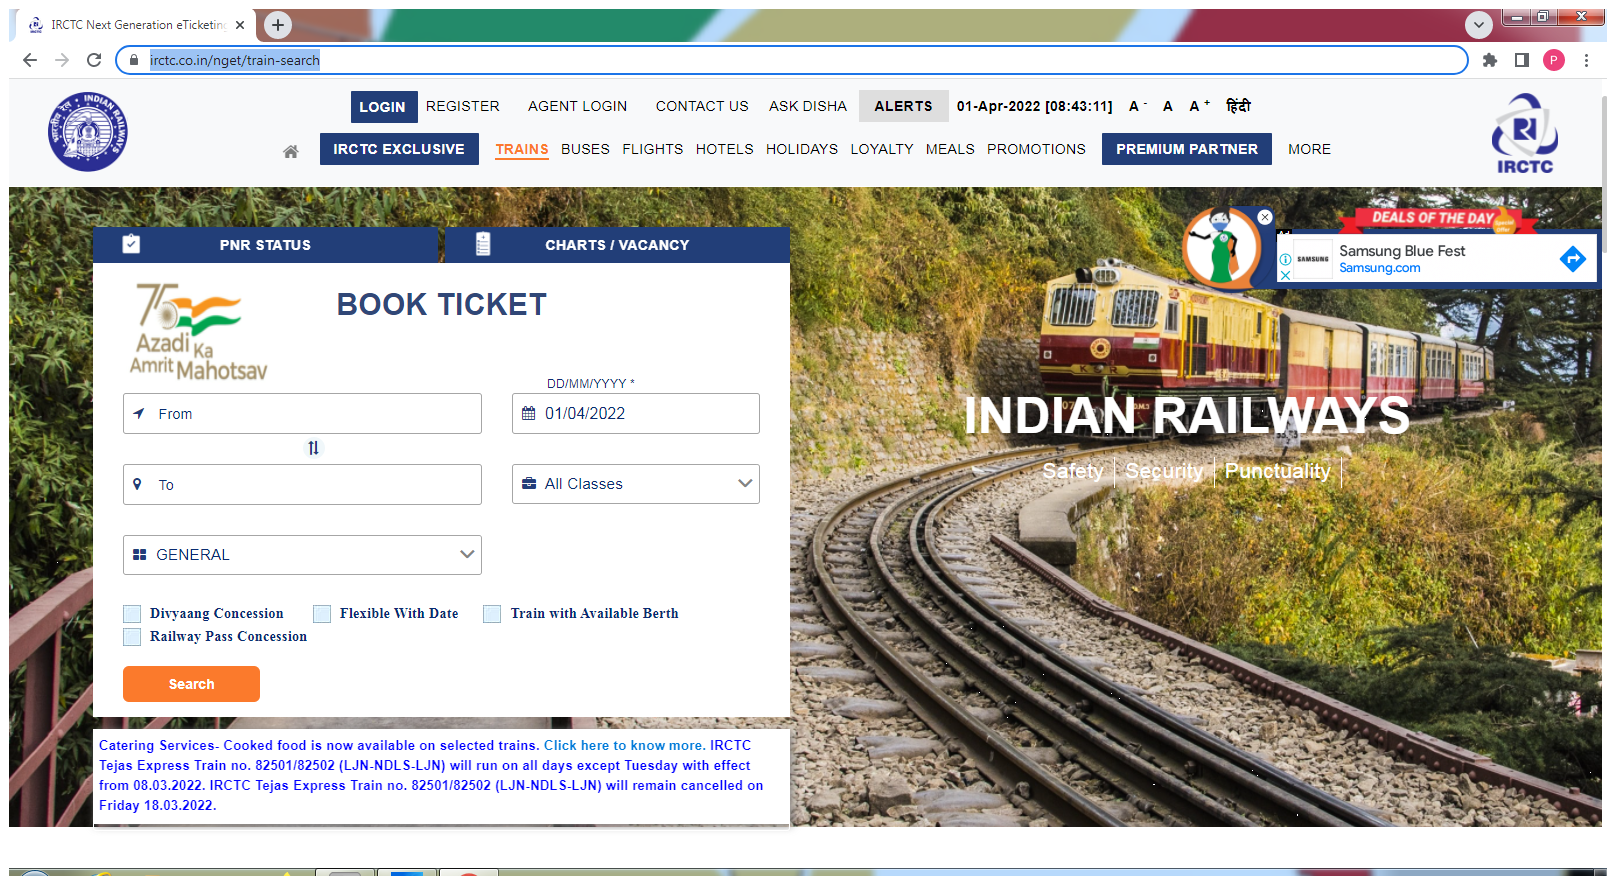 IRCTC Next Generation eTicketing
irctc.co.in/nget/train-search
P
INDIAN RAILWAYS
भारतीय रेल
LOGIN REGISTER AGENT LOGIN CONTACT US ASK DISHA ALERTS 01-Apr-2022 [08:43:11] A - A A + हिंदी
IRCTC EXCLUSIVE TRAINS BUSES FLIGHTS HOTELS HOLIDAYS LOYALTY MEALS PROMOTIONS PREMIUM PARTNER MORE
IRCTC
PNR STATUS CHARTS / VACANCY
DEALS OF THE DAY
Special Offer
Ad
SAMSUNG
Samsung Blue Fest
Samsung.com
75
Azadi Ka
Amrit Mahotsav
BOOK TICKET
DD/MM/YYYY *
From 01/04/2022
To All Classes
GENERAL
Divyaang Concession Flexible With Date Train with Available Berth
Railway Pass Concession
Search
INDIAN RAILWAYS
Safety Security Punctuality
Catering Services- Cooked food is now available on selected trains. Click here to know more. IRCTC
Tejas Express Train no. 82501/82502 (LJN-NDLS-LJN) will run on all days except Tuesday with effect
from 08.03.2022. IRCTC Tejas Express Train no. 82501/82502 (LJN-NDLS-LJN) will remain cancelled on
Friday 18.03.2022.